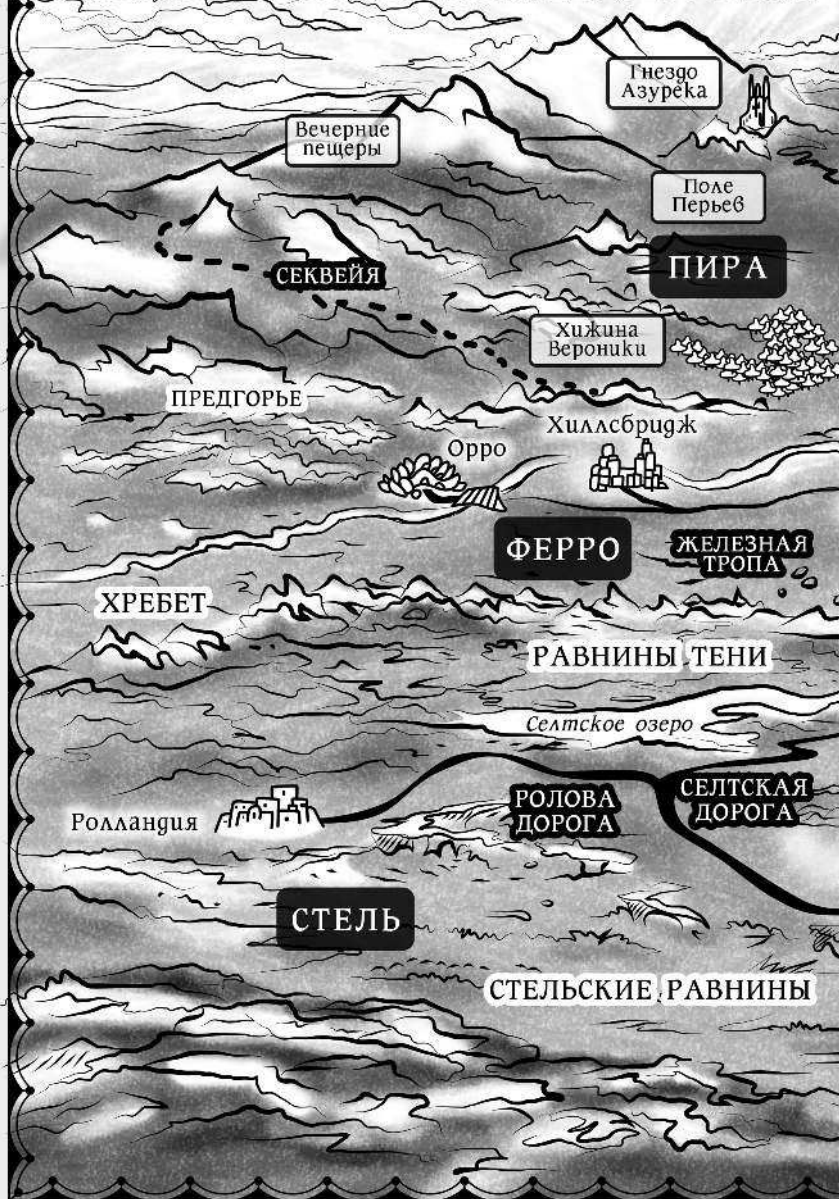 Гнездо
Азурека
Вечерние
пещеры
Поле
Перьев
ПИРА
СЕКВЕЙЯ
Хижина
Вероники
ПРЕДГОРЬЕ
Хиллсбридж
Орро
ФЕРРО
ЖЕЛЕЗНАЯ
ТРОПА
ХРЕБЕТ
РАВНИНЫ ТЕНИ
Селтское озеро
СЕЛТСКАЯ
ДОРОГА
РОЛОВА
ДОРОГА
Ролландия
СТЕЛЬ
СТЕЛЬСКИЕ РАВНИНЫ